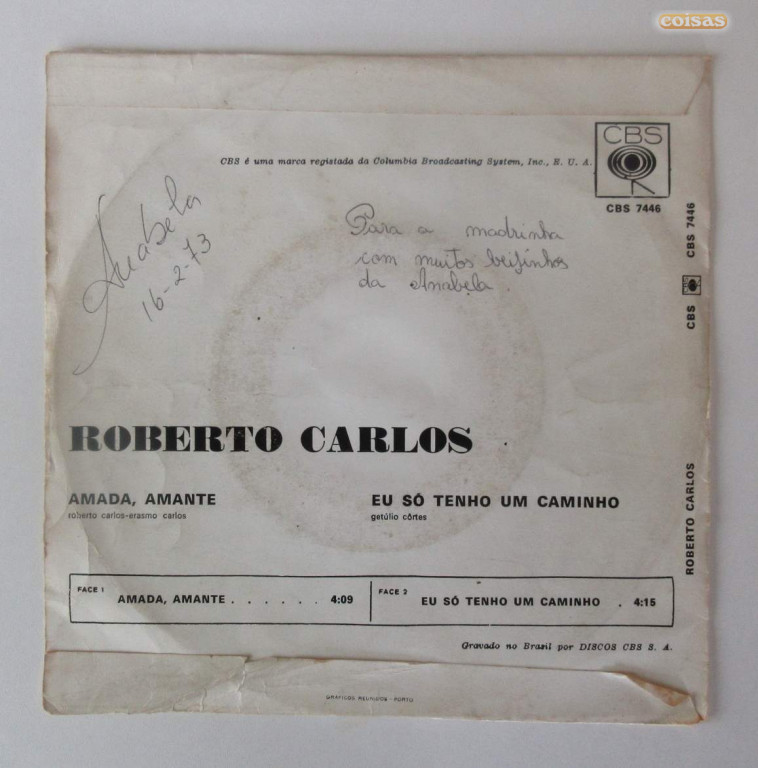 coisas
CBS
CBS é uma marca registada da Columbia Broadcasting System, Inc., E. U. A.
CBS 7446
Anabela
16-2-73
Para a madrinha
com muitos beijinhos
da Anabela.
ROBERTO CARLOS
AMADA, AMANTE
roberto carlos-erasmo carlos
EU SÓ TENHO UM CAMINHO
getúlio côrtes
FACE 1 AMADA, AMANTE . . . . . . 4:09
FACE 2 EU SÓ TENHO UM CAMINHO . 4:15
Gravado no Brasil por DISCOS CBS S. A.
GRÁFICOS REUNIDOS - PORTO
ROBERTO CARLOS CBS CBS 7446